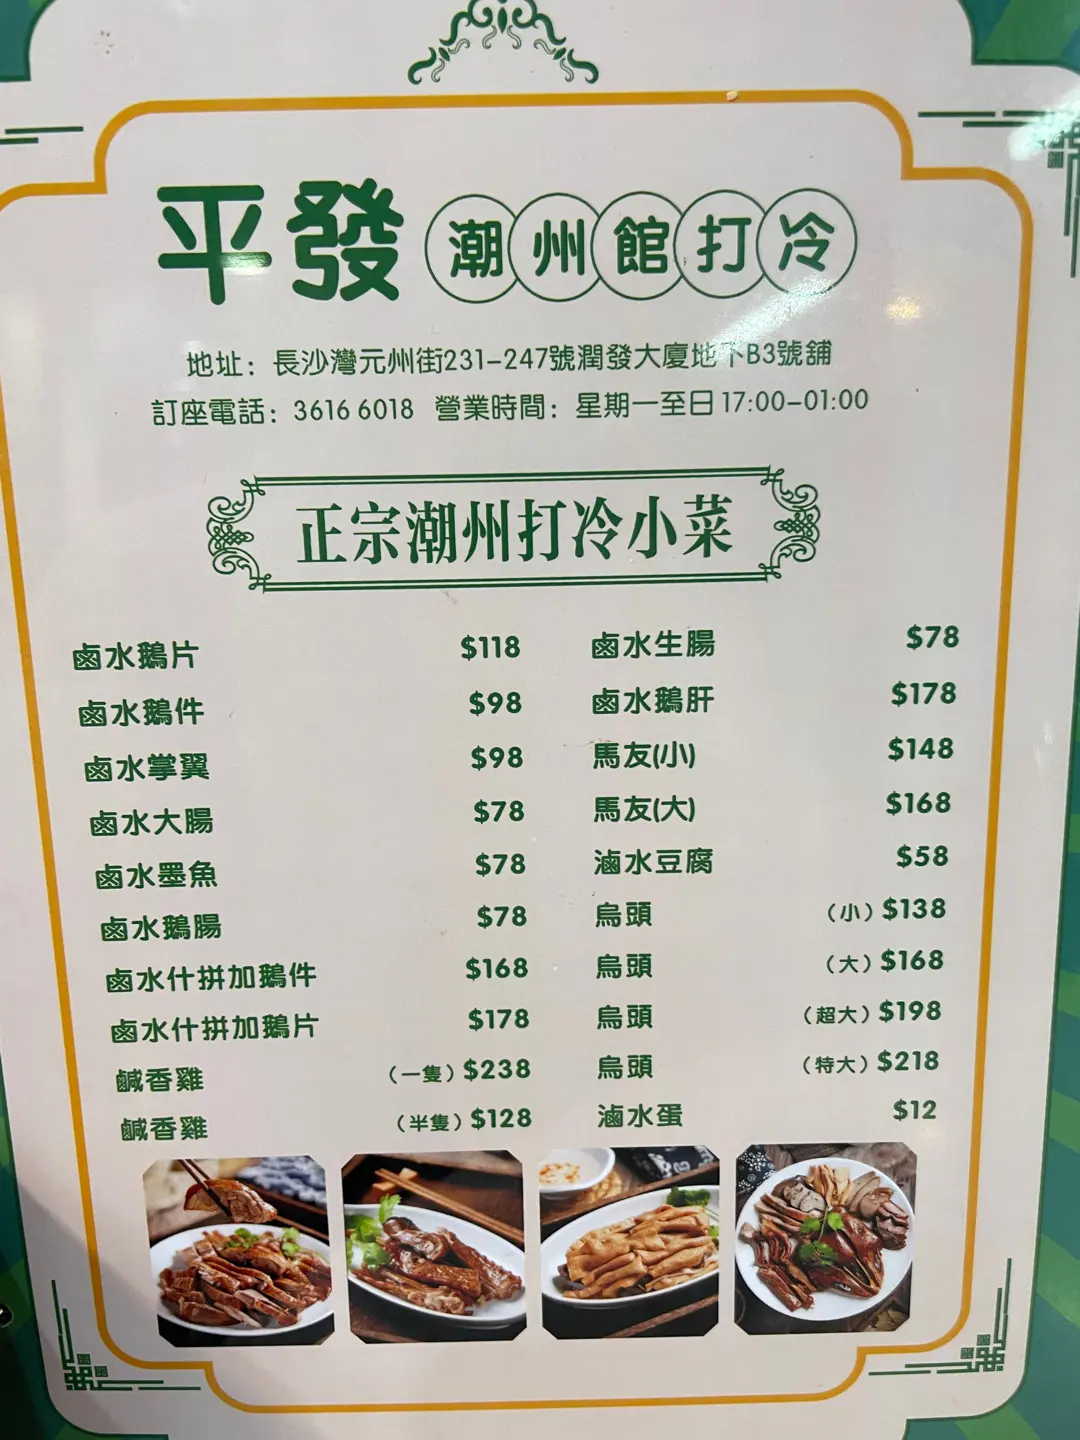 平發 潮州館打冷
地址：長沙灣元州街231-247號潤發大廈地下B3號舖
訂座電話：3616 6018 營業時間：星期一至日17:00-01:00
正宗潮州打冷小菜
鹵水鵝片 $118
鹵水鵝件 $98
鹵水掌翼 $98
鹵水大腸 $78
鹵水墨魚 $78
鹵水鵝腸 $78
鹵水什拼加鵝件 $168
鹵水什拼加鵝片 $178
鹹香雞 (一隻) $238
鹹香雞 (半隻) $128
鹵水生腸 $78
鹵水鵝肝 $178
馬友(小) $148
馬友(大) $168
滷水豆腐 $58
烏頭 (小) $138
烏頭 (大) $168
烏頭 (超大) $198
烏頭 (特大) $218
滷水蛋 $12